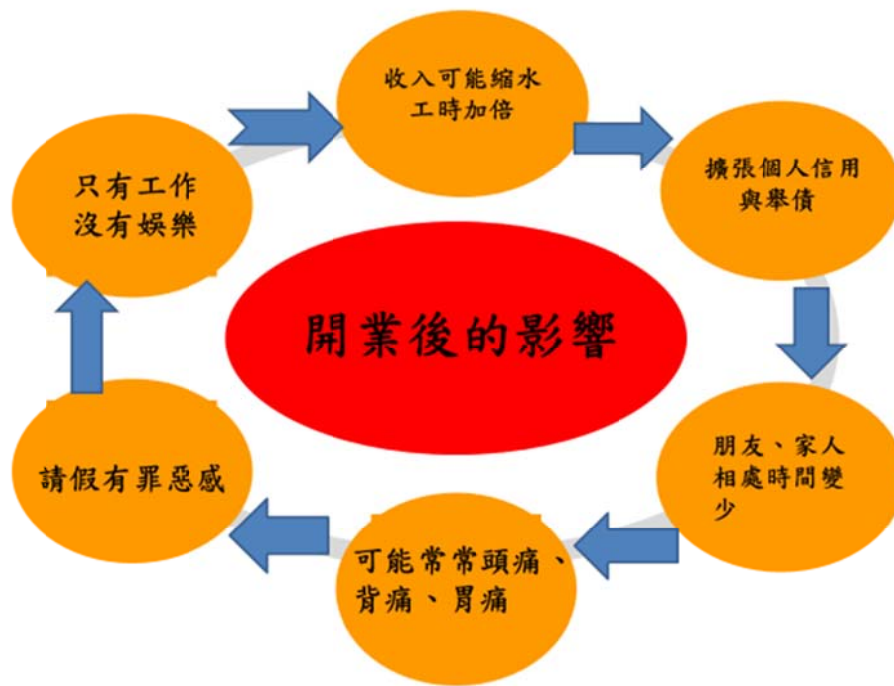 收入可能縮水
工時加倍
擴張個人信用
與舉債
朋友、家人
相處時間變
少
可能常常頭痛、
背痛、胃痛
請假有罪惡感
只有工作
沒有娛樂
開業後的影響